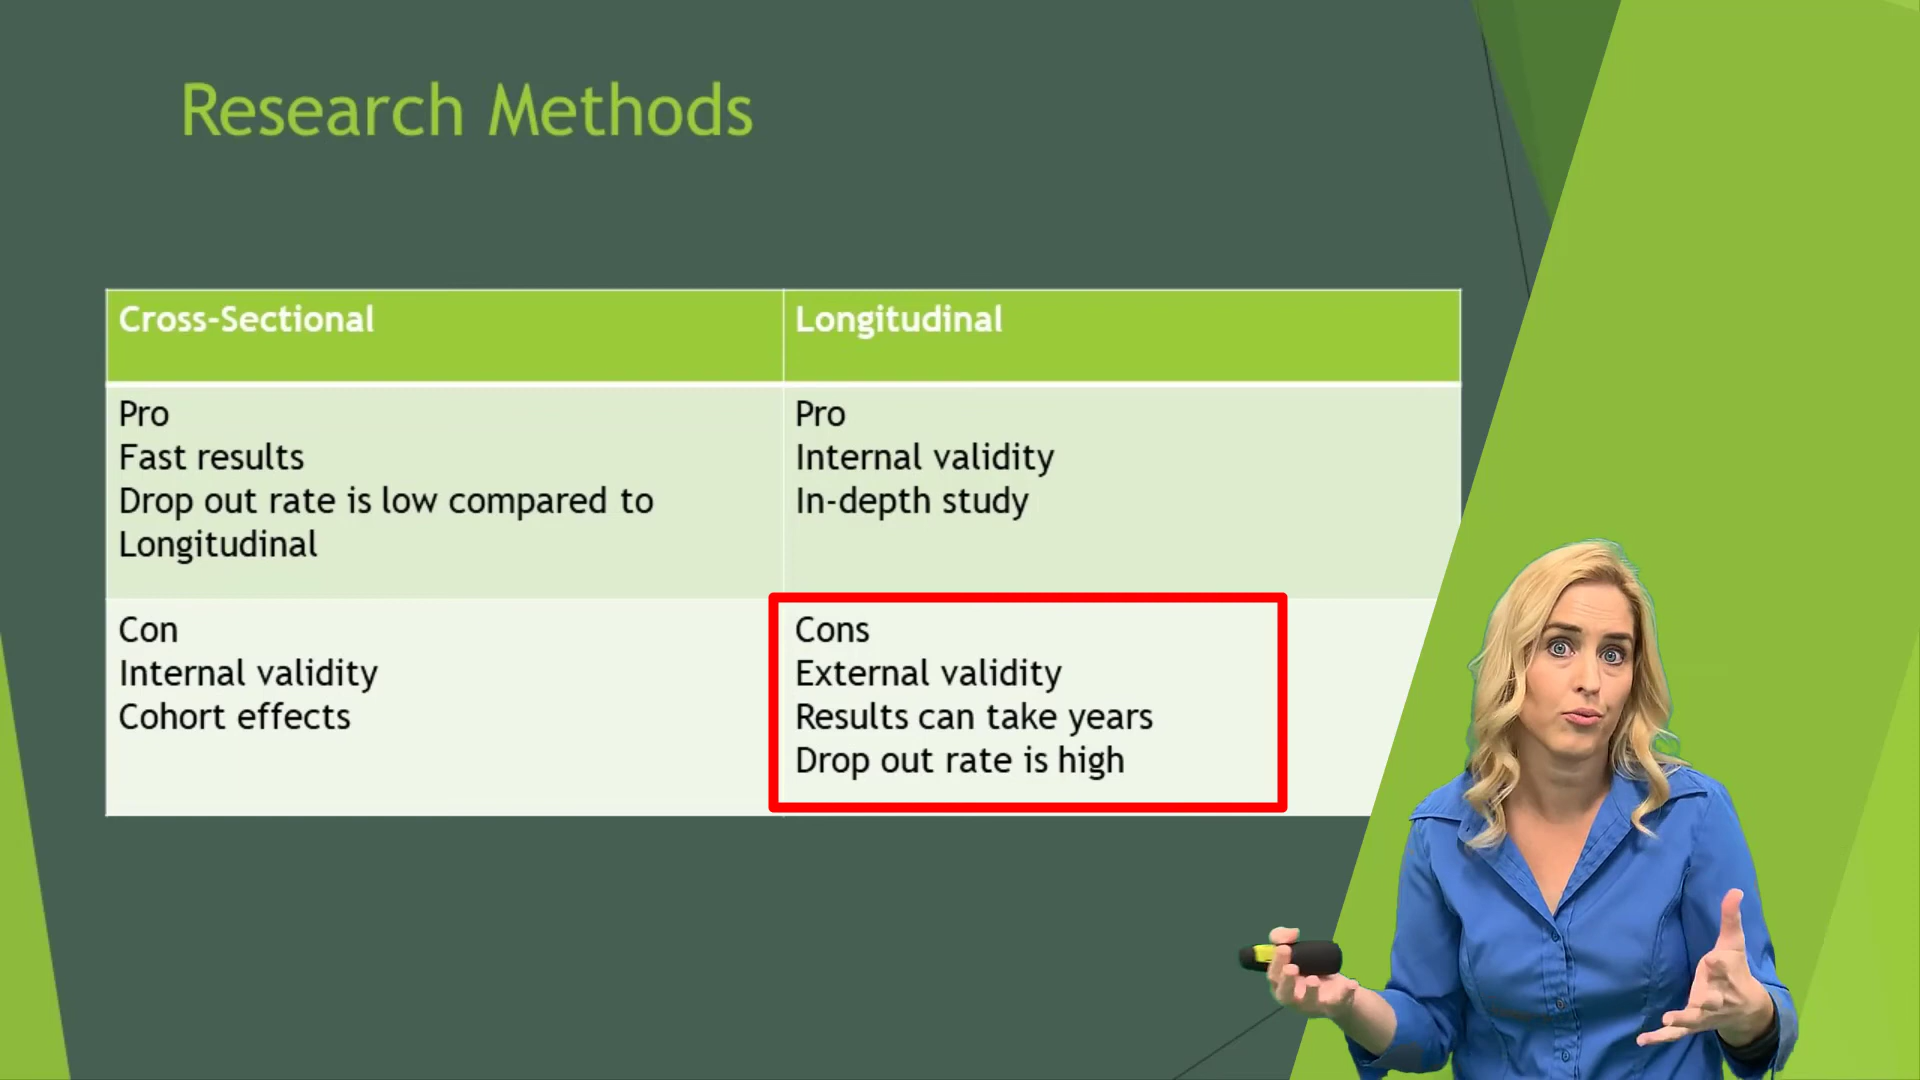 Research Methods
Cross-Sectional
Longitudinal
Pro
Fast results
Drop out rate is low compared to
Longitudinal
Pro
Internal validity
In-depth study
Con
Internal validity
Cohort effects
Cons
External validity
Results can take years
Drop out rate is high